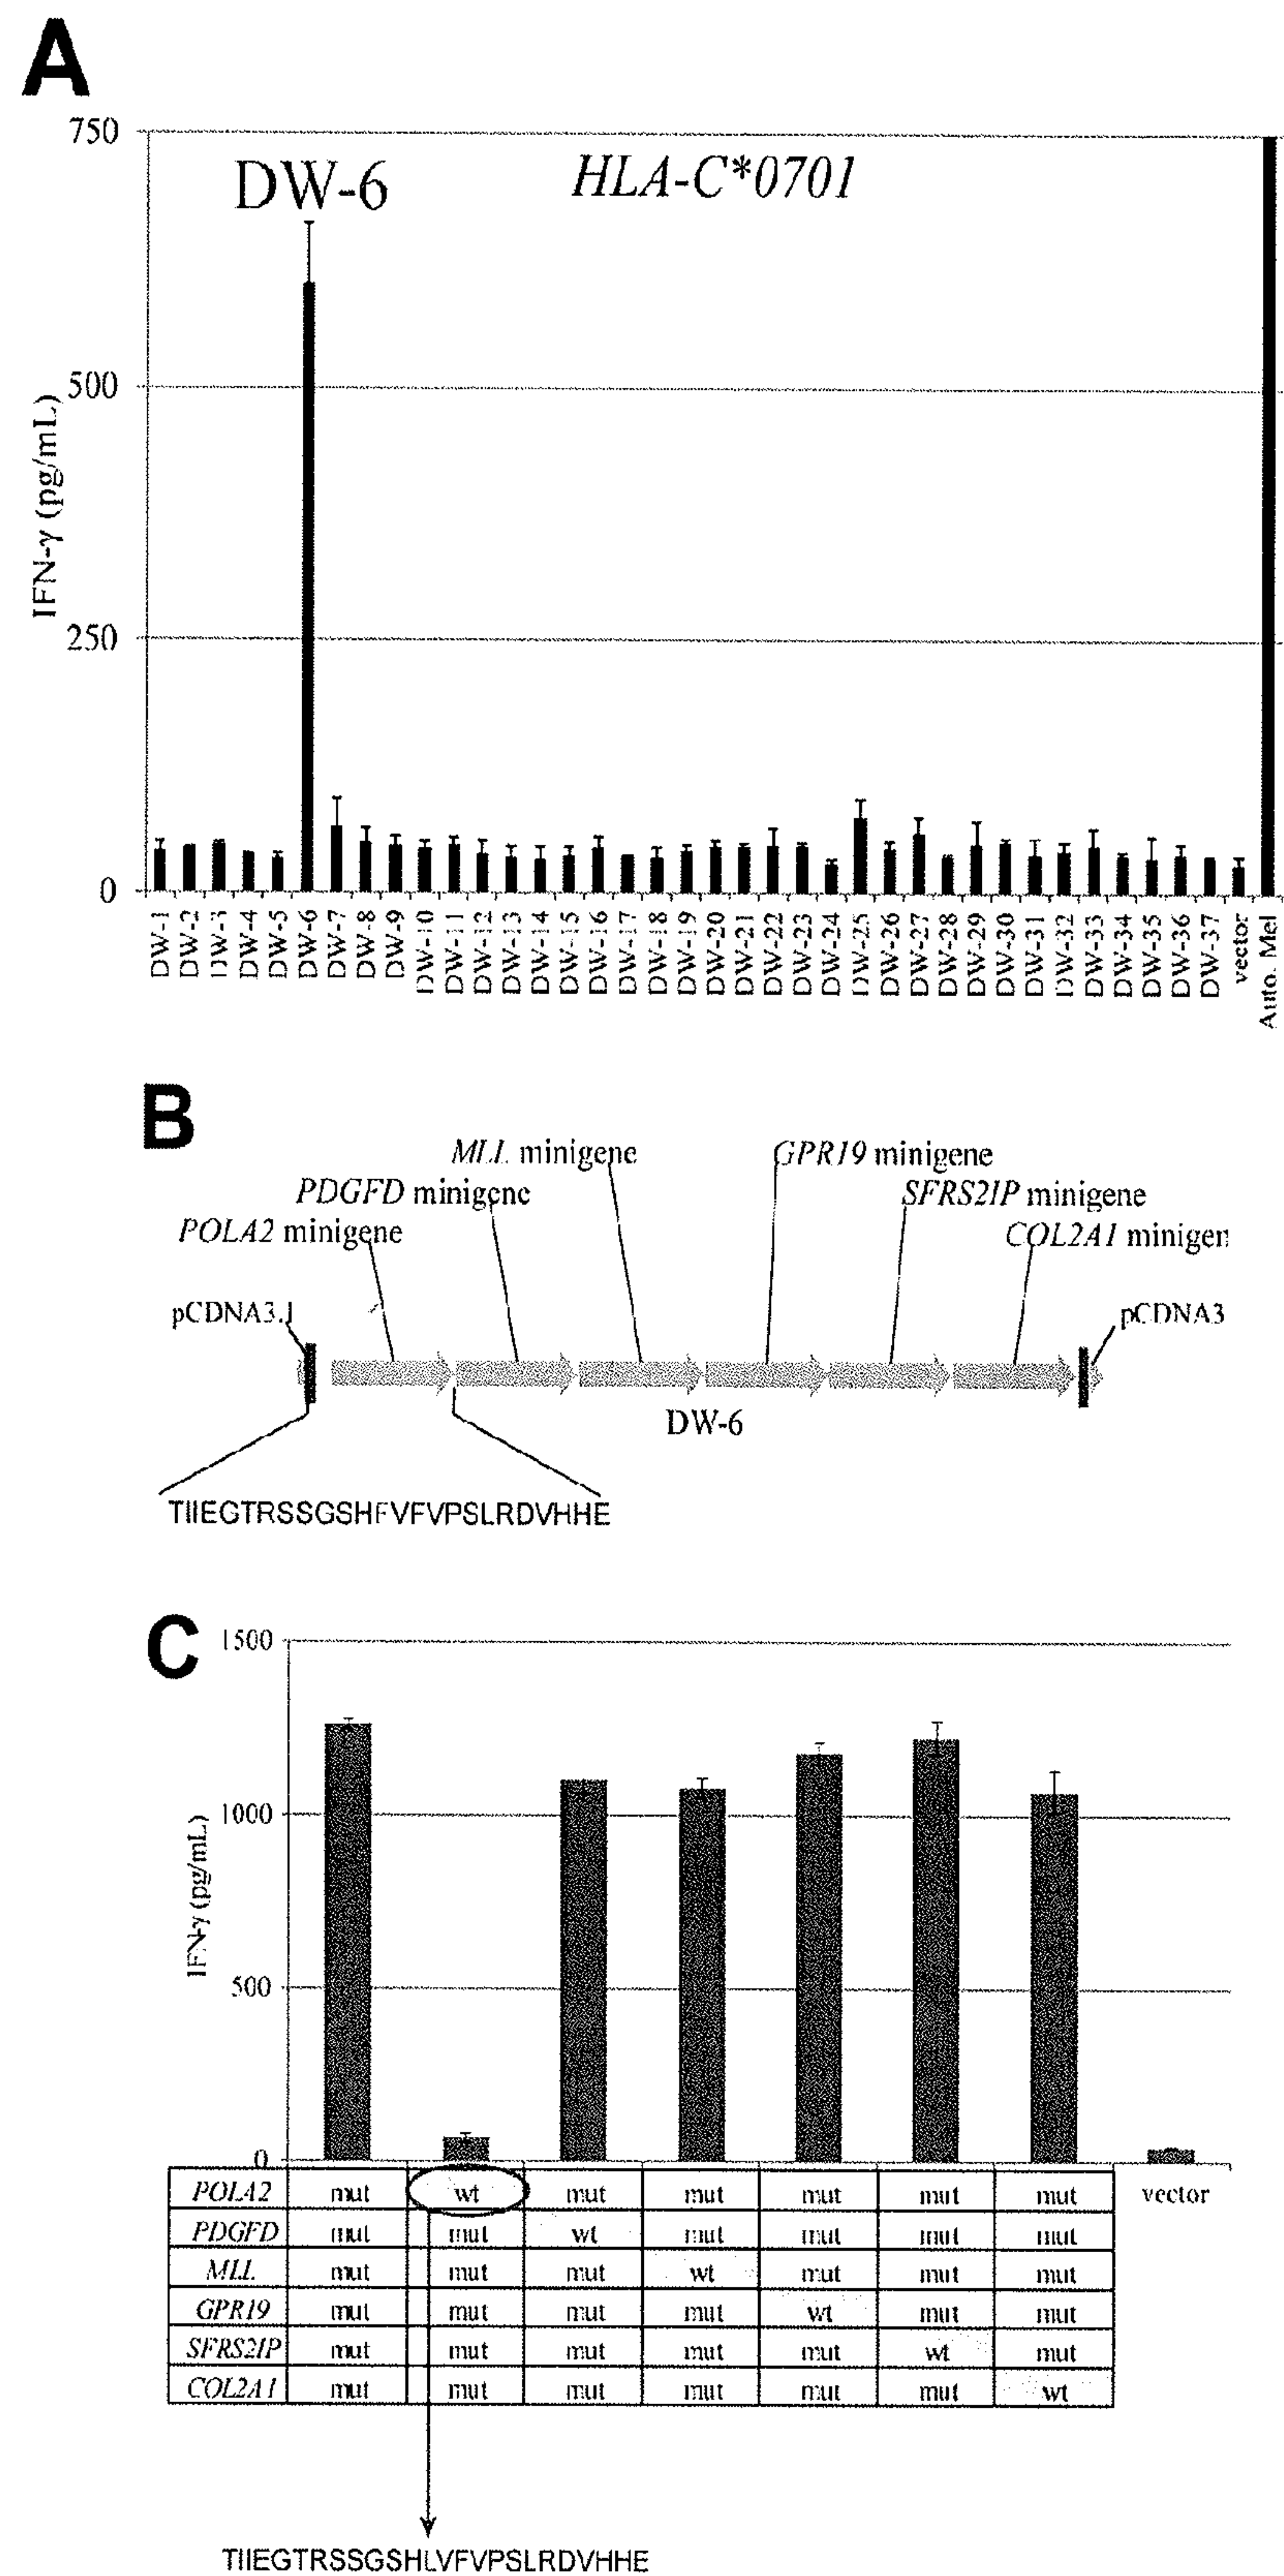 A
750
DW-6
HLA-C*0701
500
IFN-γ (pg/mL)
250
0
DW-1
DW-2
DW-3
DW-4
DW-5
DW-6
DW-7
DW-8
DW-9
DW-10
DW-11
DW-12
DW-13
DW-14
DW-15
DW-16
DW-17
DW-18
DW-19
DW-20
DW-21
DW-22
DW-23
DW-24
DW-25
DW-26
DW-27
DW-28
DW-29
DW-30
DW-31
DW-32
DW-33
DW-34
DW-35
DW-36
DW-37
vector
Auto. Mel
B
MLL minigene
GPR19 minigene
PDGFD minigene
SFRS2IP minigene
POLA2 minigene
COL2A1 minigen
pCDNA3.1
pCDNA3
DW-6
TIIEGTRSSGSHFVFVPSLRDVHHE
C
1500
1000
IFN-γ (pg/mL)
500
0
POLA2 mut wt mut mut mut mut mut vector
PDGFD mut mut wt mut mut mut mut
MLL mut mut mut wt mut mut mut
GPR19 mut mut mut mut wt mut mut
SFRS2IP mut mut mut mut mut wt mut
COL2A1 mut mut mut mut mut mut wt
TIIEGTRSSGSHLVFVPSLRDVHHE